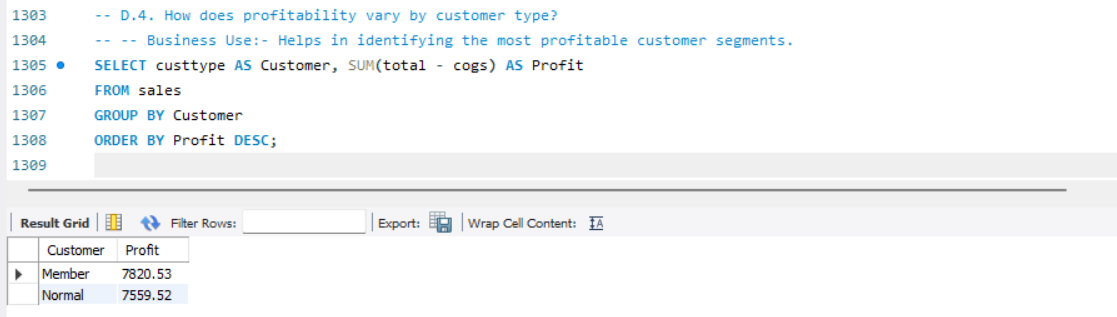 1303 -- D.4. How does profitability vary by customer type?
1304 -- -- Business Use:- Helps in identifying the most profitable customer segments.
1305 SELECT custtype AS Customer, SUM(total - cogs) AS Profit
1306 FROM sales
1307 GROUP BY Customer
1308 ORDER BY Profit DESC;
1309
Result Grid Filter Rows: Export: Wrap Cell Content: IA
Customer Profit
Member 7820.53
Normal 7559.52